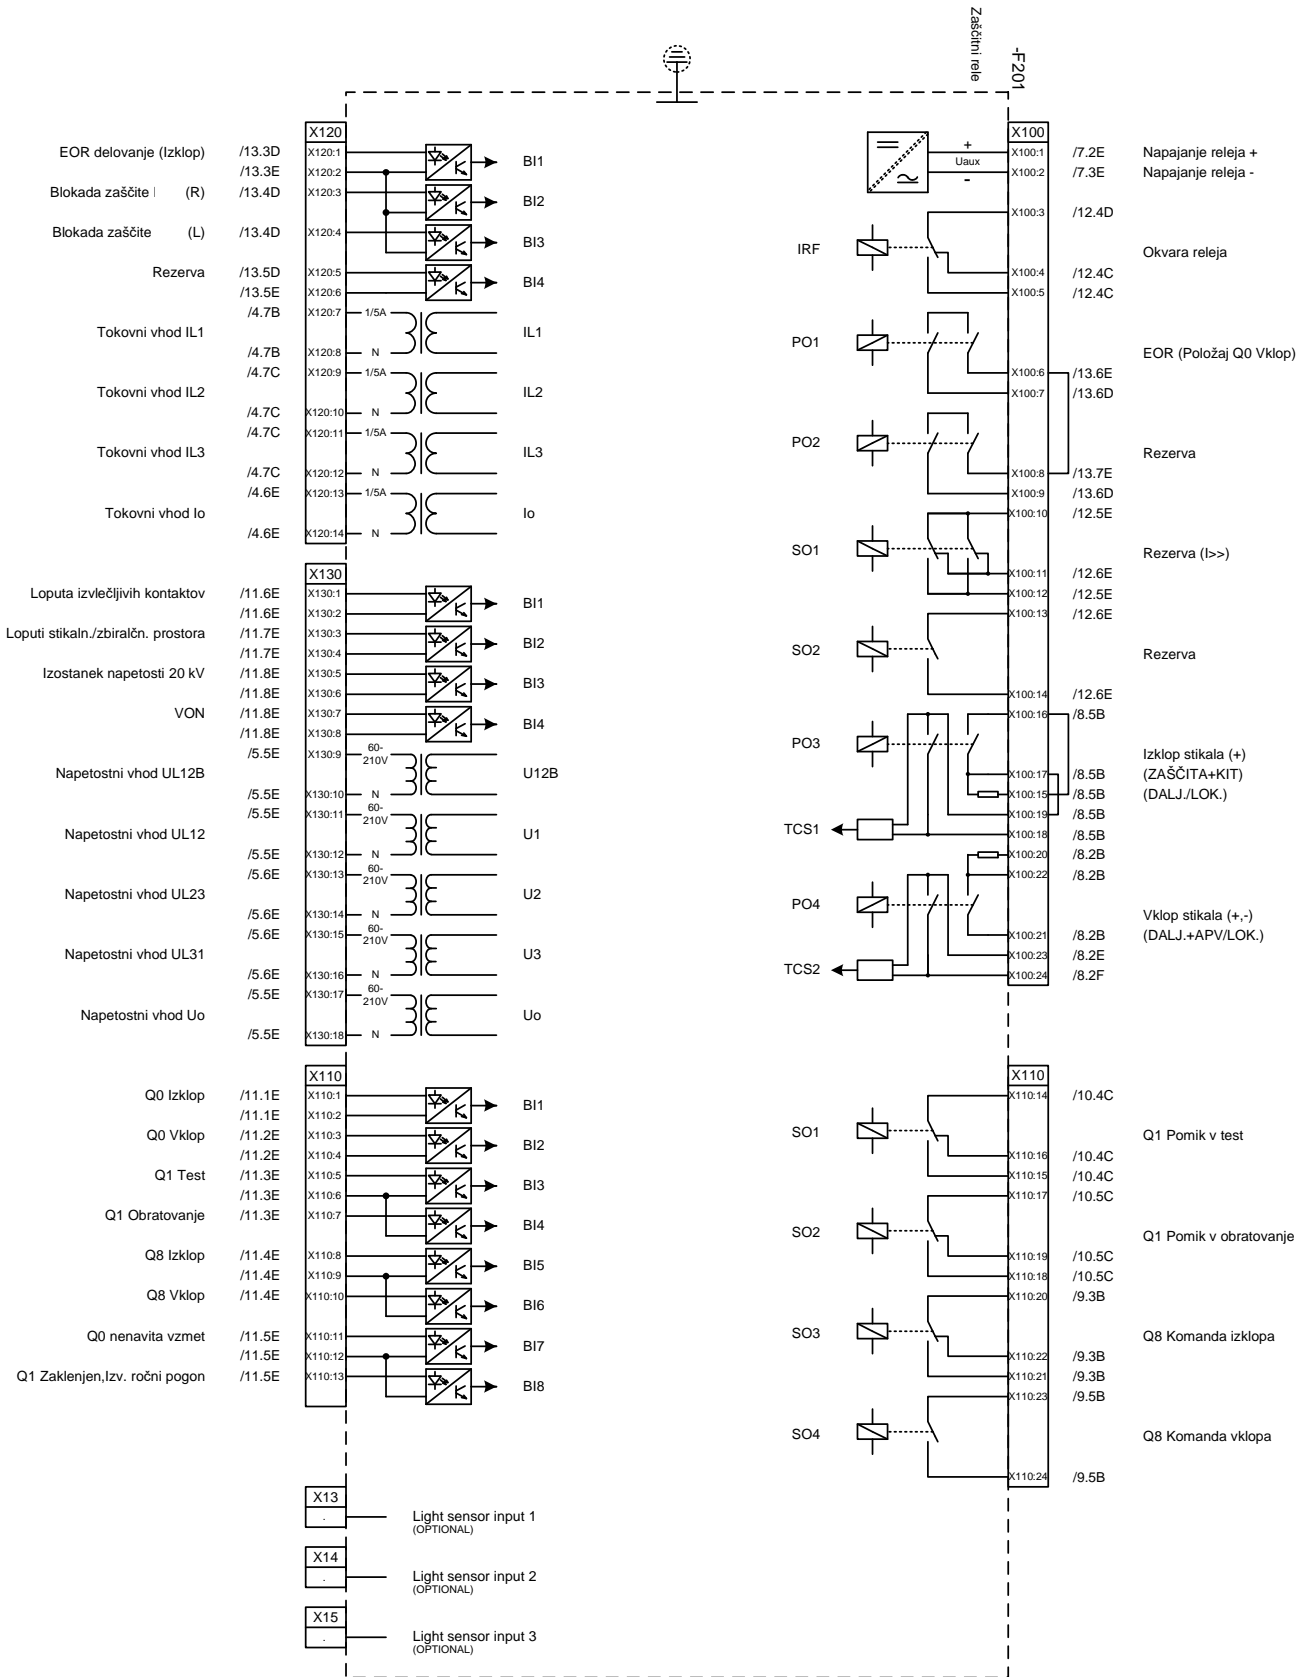 Zaščitni rele
-F201
X120
EOR delovanje (Izklop) /13.3D X120:1 BI1
/13.3E X120:2
Blokada zaščite (R) /13.4D X120:3 BI2
Blokada zaščite (L) /13.4D X120:4 BI3
Rezerva /13.5D X120:5 BI4
/13.5E X120:6
/4.7B X120:7 1/5A
Tokovni vhod IL1 IL1
/4.7B X120:8 N
/4.7C X120:9 1/5A
Tokovni vhod IL2 IL2
/4.7C X120:10 N
/4.7C X120:11 1/5A
Tokovni vhod IL3 IL3
/4.7C X120:12 N
/4.6E X120:13 1/5A
Tokovni vhod Io Io
/4.6E X120:14 N
X130
Loputa izvlečljivih kontaktov /11.6E X130:1 BI1
/11.6E X130:2
Loputi stikaln./zbiralčn. prostora /11.7E X130:3 BI2
/11.7E X130:4
Izostanek napetosti 20 kV /11.8E X130:5 BI3
/11.8E X130:6
VON /11.8E X130:7 BI4
/11.8E X130:8
/5.5E X130:9 60-210V
Napetostni vhod UL12B U12B
/5.5E X130:10 N
/5.5E X130:11 60-210V
Napetostni vhod UL12 U1
/5.5E X130:12 N
/5.6E X130:13 60-210V
Napetostni vhod UL23 U2
/5.6E X130:14 N
/5.6E X130:15 60-210V
Napetostni vhod UL31 U3
/5.6E X130:16 N
/5.5E X130:17 60-210V
Napetostni vhod Uo Uo
/5.5E X130:18 N
X110
Q0 Izklop /11.1E X110:1 BI1
/11.1E X110:2
Q0 Vklop /11.2E X110:3 BI2
/11.2E X110:4
Q1 Test /11.3E X110:5 BI3
/11.3E X110:6
Q1 Obratovanje /11.3E X110:7 BI4
Q8 Izklop /11.4E X110:8 BI5
/11.4E X110:9
Q8 Vklop /11.4E X110:10 BI6
Q0 nenavita vzmet /11.5E X110:11 BI7
/11.5E X110:12
Q1 Zaklenjen,Izv. ročni pogon /11.5E X110:13 BI8
X13
.
Light sensor input 1
(OPTIONAL)
X14
.
Light sensor input 2
(OPTIONAL)
X15
.
Light sensor input 3
(OPTIONAL)
X100
+ X100:1 /7.2E Napajanje releja +
Uaux
- X100:2 /7.3E Napajanje releja -
X100:3 /12.4D
IRF Okvara releja
X100:4 /12.4C
X100:5 /12.4C
PO1 EOR (Položaj Q0 Vklop)
X100:6 /13.6E
X100:7 /13.6D
PO2 Rezerva
X100:8 /13.7E
X100:9 /13.6D
X100:10 /12.5E
SO1 Rezerva (I>>)
X100:11 /12.6E
X100:12 /12.5E
X100:13 /12.6E
SO2 Rezerva
X100:14 /12.6E
X100:16 /8.5B
PO3 Izklop stikala (+)
X100:17 /8.5B (ZAŠČITA+KIT)
X100:15 /8.5B (DALJ./LOK.)
X100:19 /8.5B
TCS1 X100:18 /8.5B
X100:20 /8.2B
X100:22 /8.2B
PO4 Vklop stikala (+,-)
X100:21 /8.2B (DALJ.+APV/LOK.)
X100:23 /8.2E
TCS2 X100:24 /8.2F
X110
X110:14 /10.4C
SO1 Q1 Pomik v test
X110:16 /10.4C
X110:15 /10.4C
X110:17 /10.5C
SO2 Q1 Pomik v obratovanje
X110:19 /10.5C
X110:18 /10.5C
X110:20 /9.3B
SO3 Q8 Komanda izklopa
X110:22 /9.3B
X110:21 /9.3B
X110:23 /9.5B
SO4 Q8 Komanda vklopa
X110:24 /9.5B